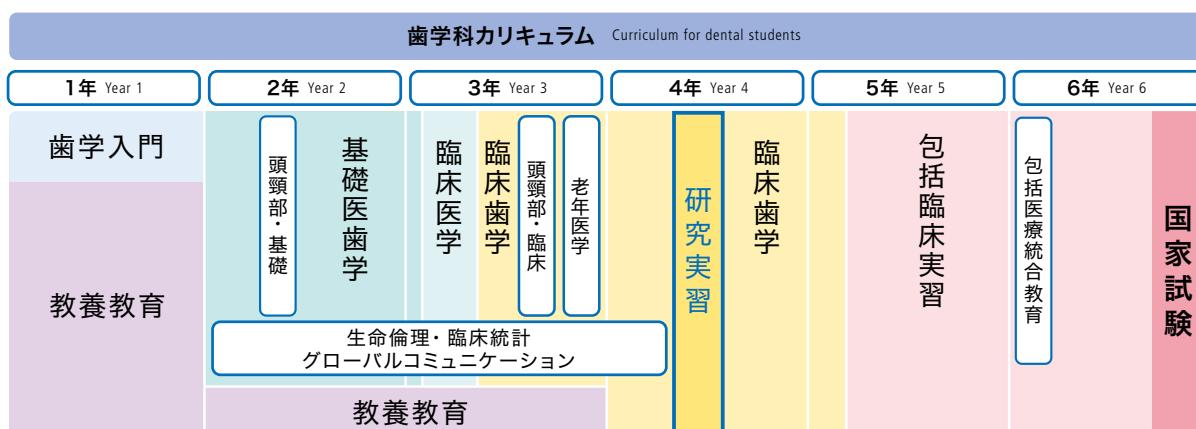 歯学科カリキュラム Curriculum for dental students
1年 Year 1
2年 Year 2
3年 Year 3
4年 Year 4
5年 Year 5
6年 Year 6
歯学入門
教養教育
頭頸部・基礎
基礎医歯学
臨床医学
臨床歯学
頭頸部・臨床
老年医学
生命倫理・臨床統計
グローバルコミュニケーション
教養教育
研究実習
臨床歯学
包括臨床実習
包括医療統合教育
国家試験